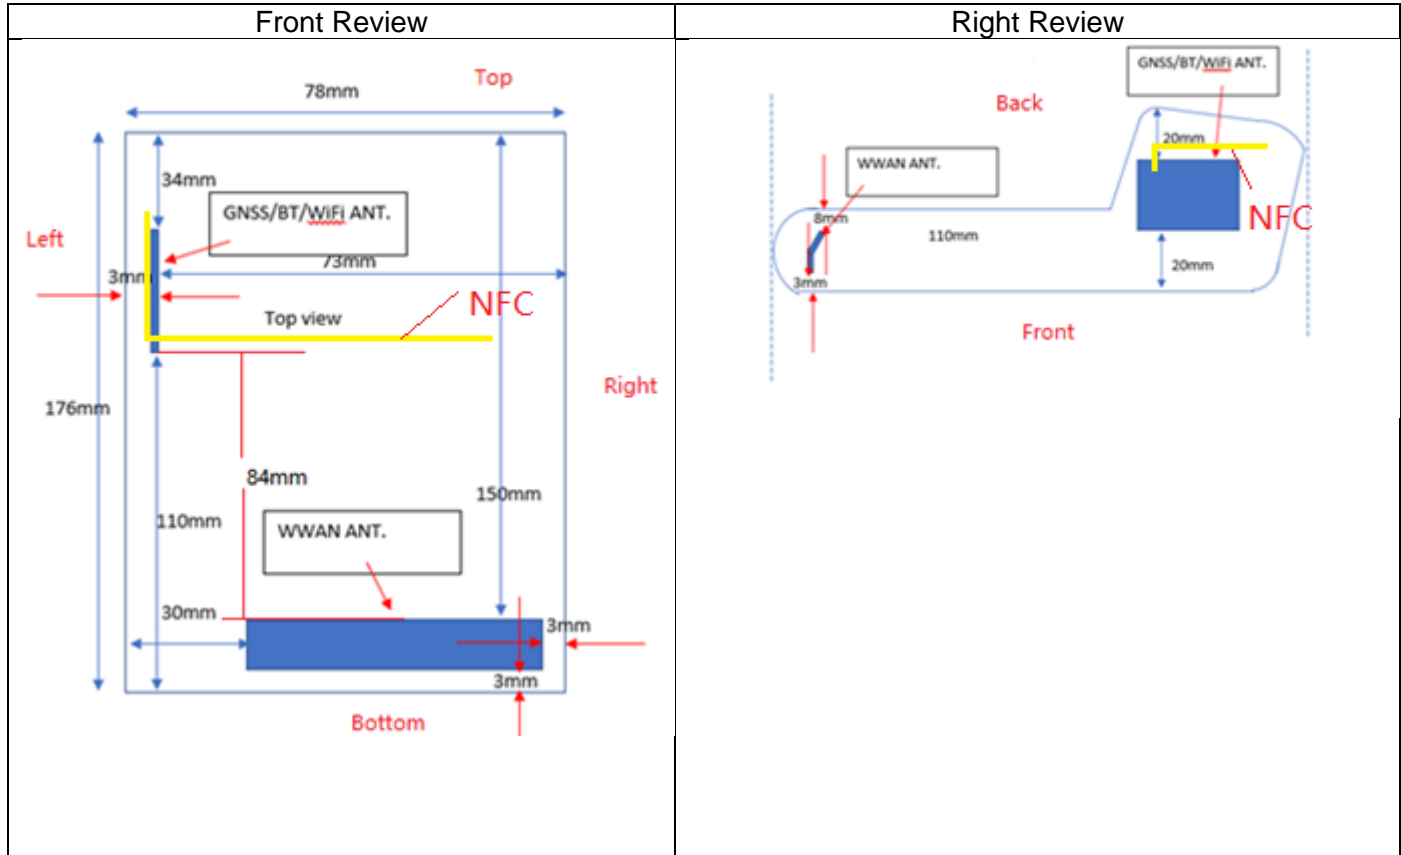 Front Review
Right Review
Top
78mm
34mm
GNSS/BT/WiFi ANT.
Left
73mm
3mm
NFC
Top view
Right
176mm
84mm
150mm
110mm
WWAN ANT.
30mm
3mm
3mm
Bottom
GNSS/BT/WiFi ANT.
Back
20mm
WWAN ANT.
NFC
8mm
110mm
20mm
3mm
Front